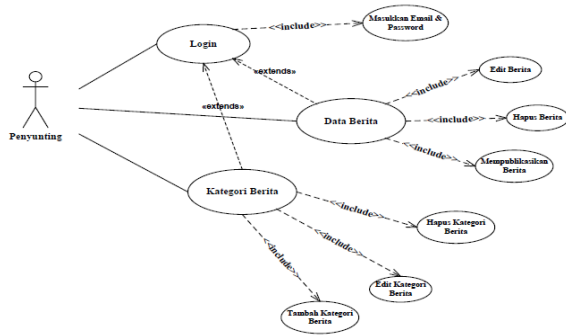 Masukkan Email &
Password
<<include>>
Login
«extends»
Edit Berita
<<include>>
Penyunting
«extends»
Data Berita
<<include>>
Hapus Berita
<<include>>
Mempublikasikan
Berita
Kategori Berita
<<include>>
Hapus Kategori
Berita
<<include>>
<<include>>
Edit Kategori
Berita
Tambah Kategori
Berita